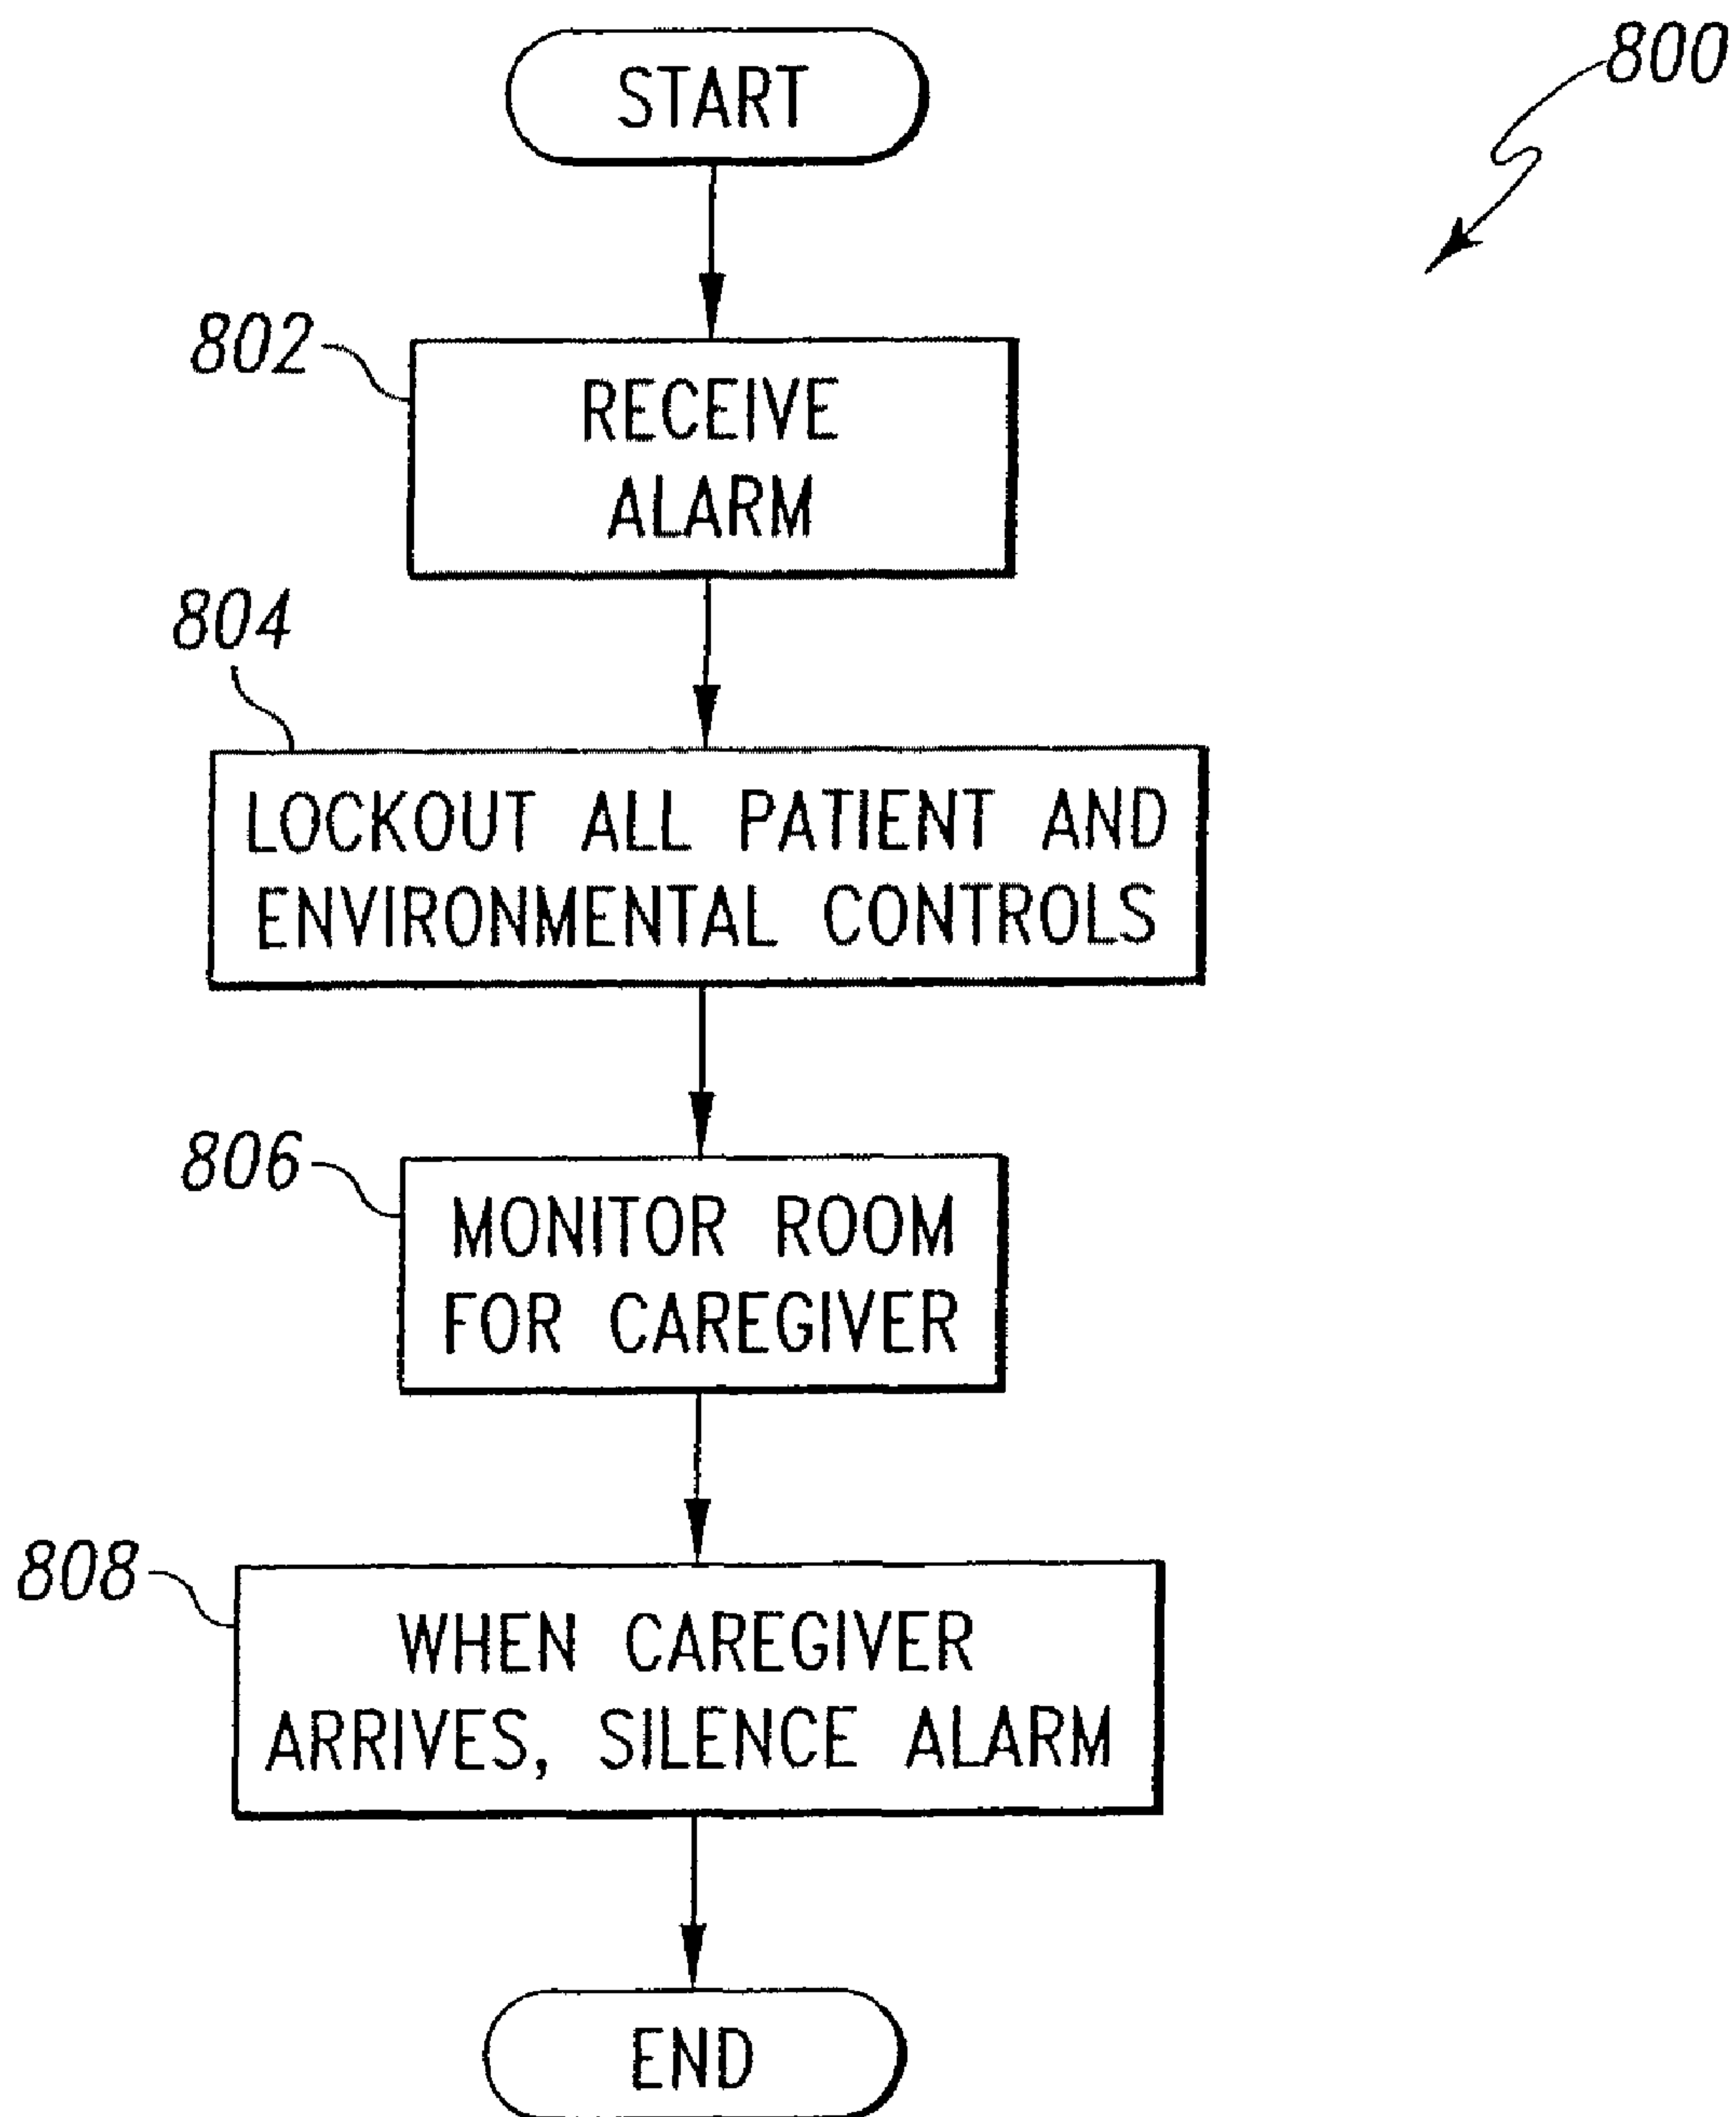 START
800
802
RECEIVE
ALARM
804
LOCKOUT ALL PATIENT AND
ENVIRONMENTAL CONTROLS
806
MONITOR ROOM
FOR CAREGIVER
808
WHEN CAREGIVER
ARRIVES, SILENCE ALARM
END